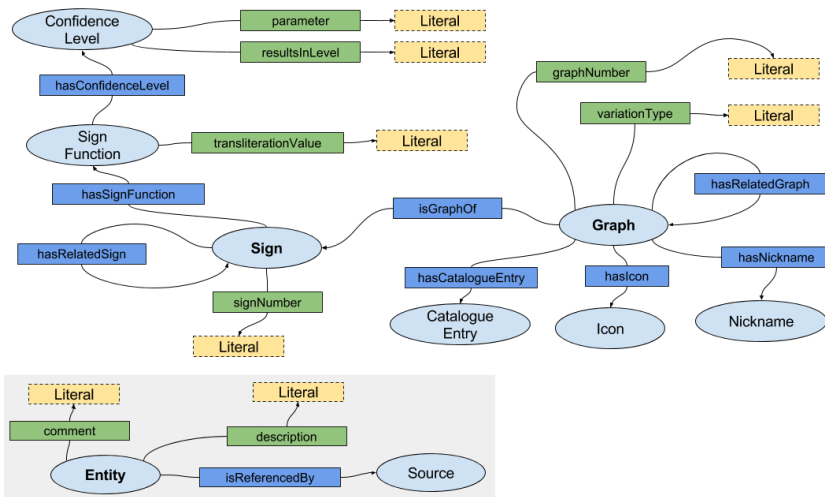 Confidence
Level
parameter
Literal
resultsInLevel
Literal
graphNumber
Literal
hasConfidenceLevel
variationType
Literal
Sign
Function
transliterationValue
Literal
hasSignFunction
hasRelatedGraph
isGraphOf
Graph
hasRelatedSign
Sign
hasNickname
hasCatalogueEntry
hasIcon
signNumber
Catalogue
Entry
Icon
Nickname
Literal
Literal
Literal
comment
description
Entity
isReferencedBy
Source